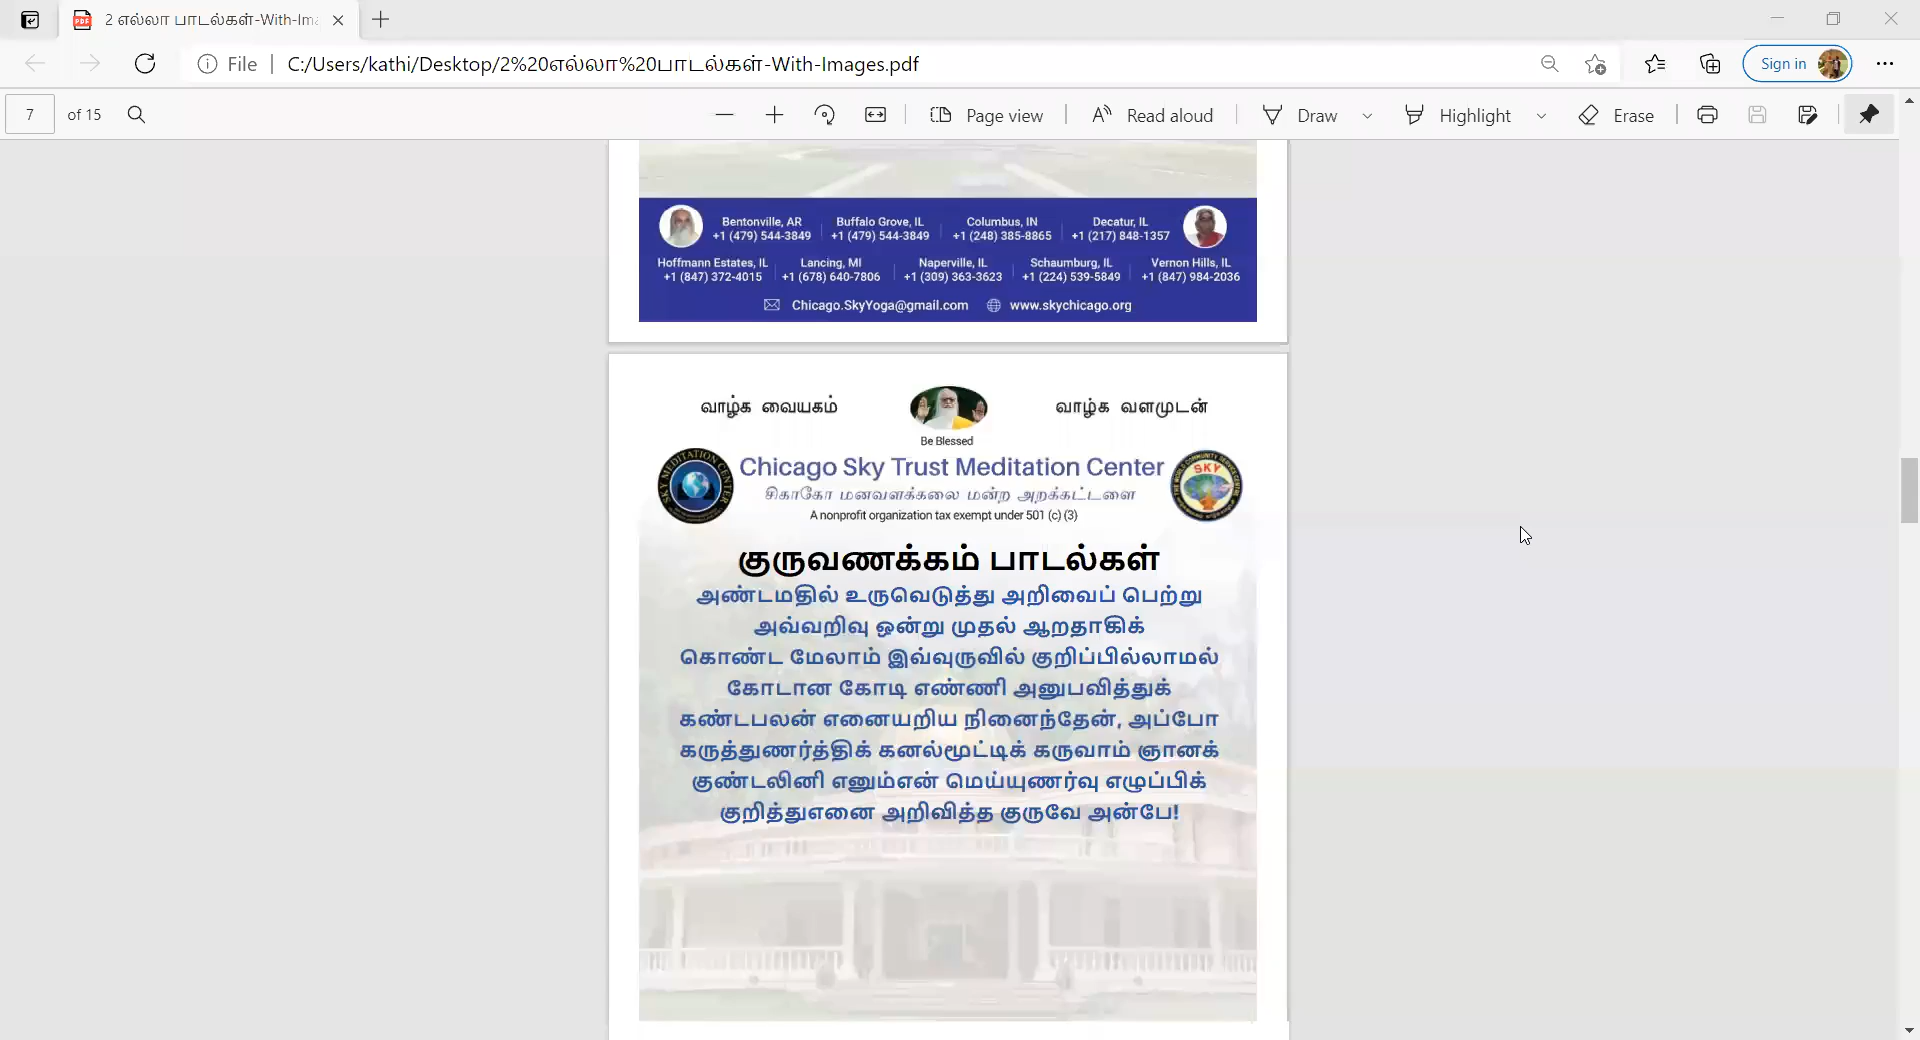 2 எல்லா பாடல்கள்-With-Im
File
C:/Users/kathi/Desktop/2%20எல்லா%20பாடல்கள்-With-Images.pdf
Sign in
7 of 15
Page view
Read aloud
Draw
Highlight
Erase
Bentonville, AR Buffalo Grove, IL Columbus, IN Decatur, IL
+1 (479) 544-3849 +1 (479) 544-3849 +1 (248) 385-8865 +1 (217) 848-1357
Hoffmann Estates, IL Lancing, MI Naperville, IL Schaumburg, IL Vernon Hills, IL
+1 (847) 372-4015 +1 (678) 640-7806 +1 (309) 363-3623 +1 (224) 539-5849 +1 (847) 984-2036
Chicago.SkyYoga@gmail.com www.skychicago.org
வாழ்க வையகம் வாழ்க வளமுடன்
Be Blessed
SKY MEDITATION CENTER
Chicago Sky Trust Meditation Center
SKY
சிகாகோ மனவளக்கலை மன்ற அறக்கட்டளை
A nonprofit organization tax exempt under 501 (c) (3)
குருவணக்கம் பாடல்கள்
அண்டமதில் உருவெடுத்து அறிவைப் பெற்று
அவ்வறிவு ஒன்று முதல் ஆறதாகிக்
கொண்ட மேலாம் இவ்வுருவில் குறிப்பில்லாமல்
கோடான கோடி எண்ணி அனுபவித்துக்
கண்டபலன் எனையறிய நினைந்தேன், அப்போ
கருத்துணர்த்திக் கனல்மூட்டிக் கருவாம் ஞானக்
குண்டலினி எனும்என் மெய்யுணர்வு எழுப்பிக்
குறித்துஎனை அறிவித்த குருவே அன்பே!